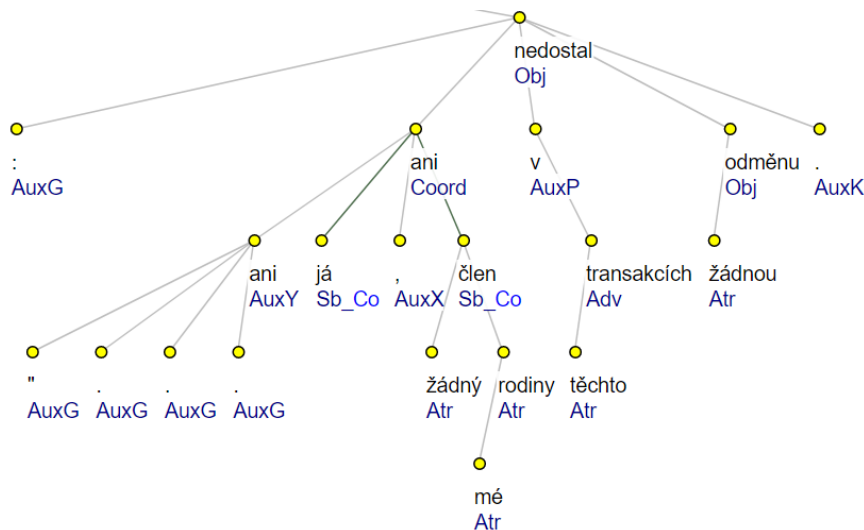 nedostal
Obj
: ani v odměnu .
AuxG Coord AuxP Obj AuxK
ani já , člen transakcích žádnou
AuxY Sb_Co AuxX Sb_Co Adv Atr
" . . . žádný rodiny těchto
AuxG AuxG AuxG AuxG Atr Atr Atr
mé
Atr